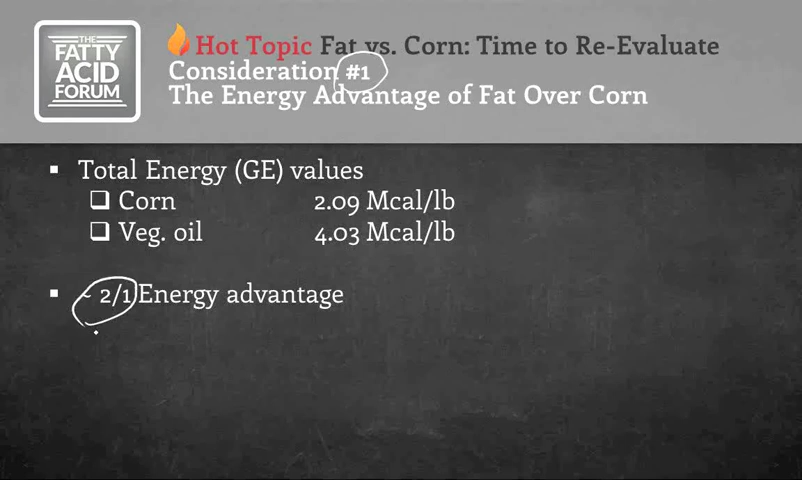 THE
FATTY
ACID
FORUM
Hot Topic Fat vs. Corn: Time to Re-Evaluate
Consideration #1
The Energy Advantage of Fat Over Corn
▪ Total Energy (GE) values
❑ Corn 2.09 Mcal/lb
❑ Veg. oil 4.03 Mcal/lb
▪ ~ 2/1 Energy advantage